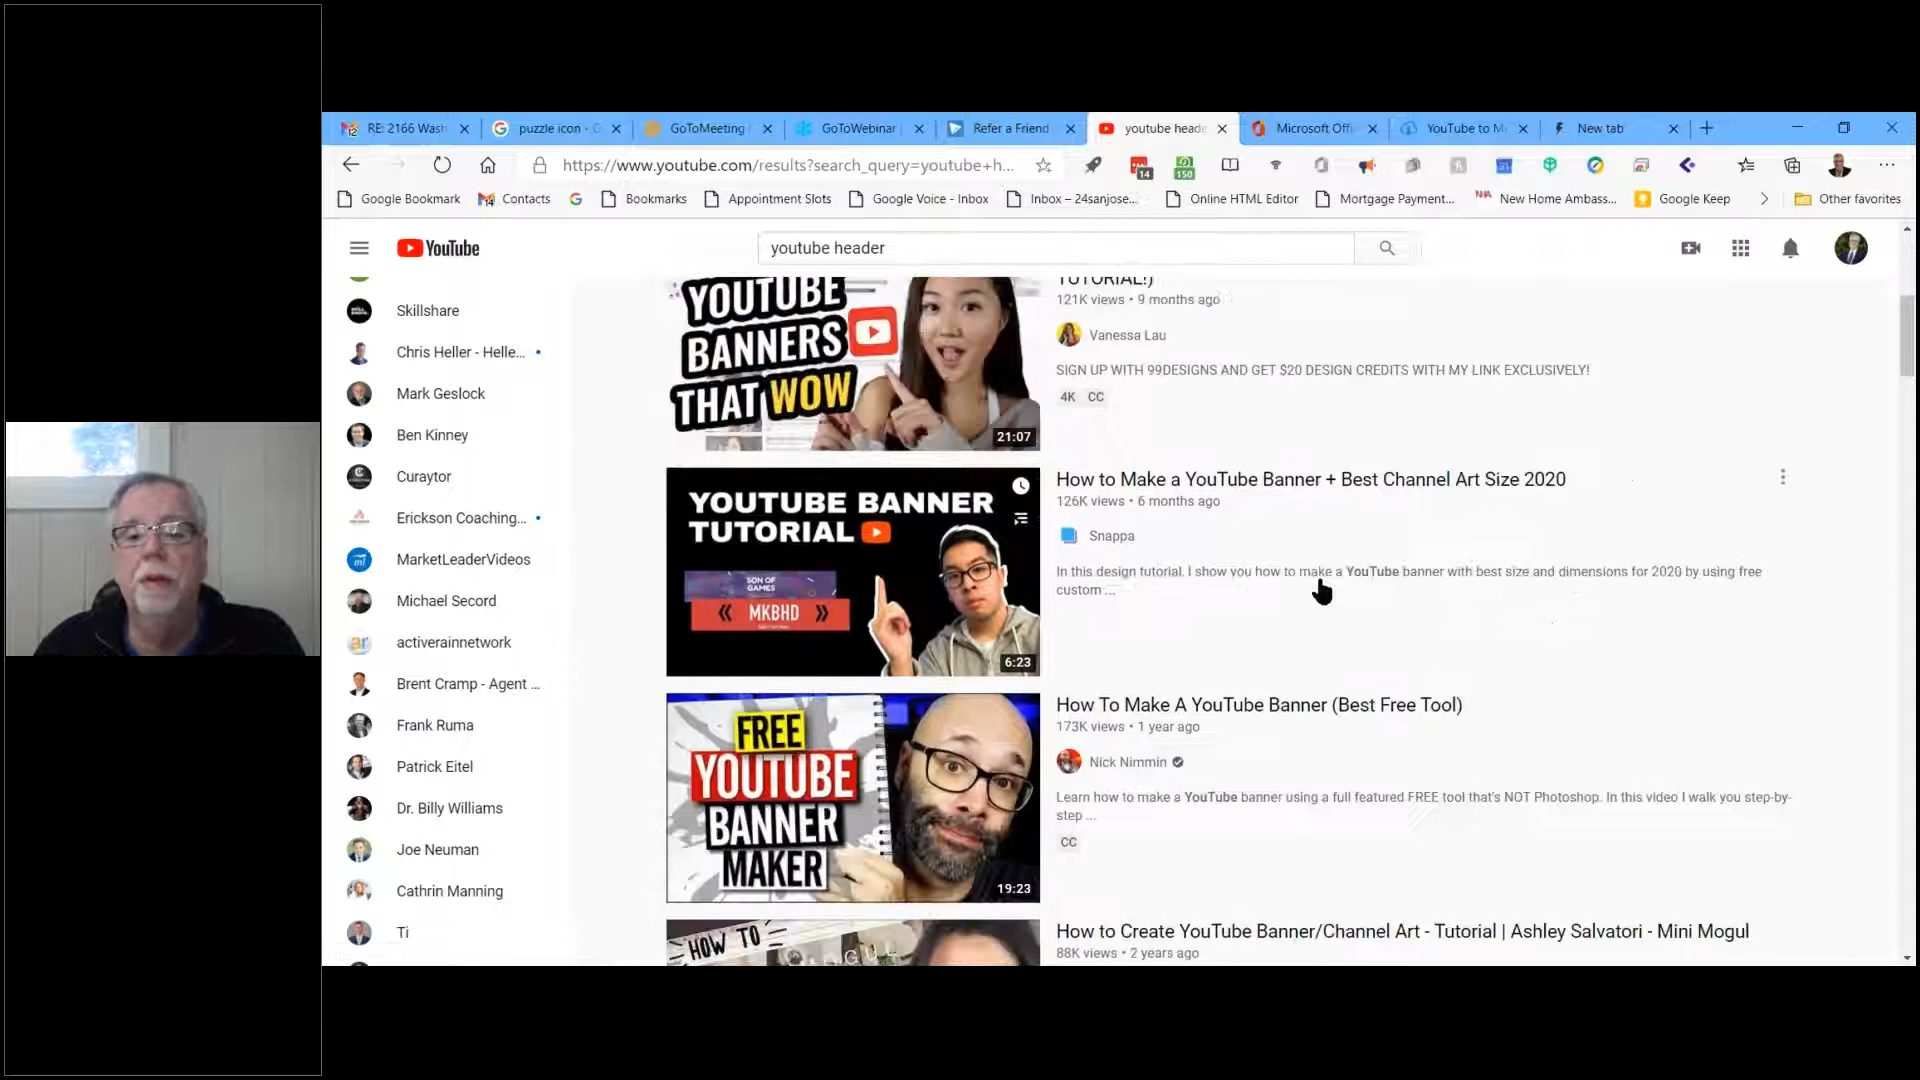 RE: 2166 Wash
puzzle icon - G
GoToMeeting
GoToWebinar
Refer a Friend
youtube heade
Microsoft Offi
YouTube to M
New tab
https://www.youtube.com/results?search_query=youtube+h...
14
150
Google Bookmark
Contacts
Bookmarks
Appointment Slots
Google Voice - Inbox
Inbox – 24sanjose...
Online HTML Editor
Mortgage Payment...
NHA
New Home Ambass...
Google Keep
Other favorites
YouTube
youtube header
Skillshare
Chris Heller - Helle...
Mark Geslock
Ben Kinney
Curaytor
Erickson Coaching...
MarketLeaderVideos
Michael Secord
activerainnetwork
Brent Cramp - Agent ...
Frank Ruma
Patrick Eitel
Dr. Billy Williams
Joe Neuman
Cathrin Manning
Ti
YOUTUBE
BANNERS
THAT WOW
21:07
TUTORIAL!)
121K views • 9 months ago
Vanessa Lau
SIGN UP WITH 99DESIGNS AND GET $20 DESIGN CREDITS WITH MY LINK EXCLUSIVELY!
4K CC
YOUTUBE BANNER
TUTORIAL
SON OF
GAMES
MKBHD
6:23
How to Make a YouTube Banner + Best Channel Art Size 2020
126K views • 6 months ago
Snappa
In this design tutorial, I show you how to make a YouTube banner with best size and dimensions for 2020 by using free
custom ...
FREE
YOUTUBE
BANNER
MAKER
19:23
How To Make A YouTube Banner (Best Free Tool)
173K views • 1 year ago
Nick Nimmin
Learn how to make a YouTube banner using a full featured FREE tool that's NOT Photoshop. In this video I walk you step-by-
step ...
CC
HOW TO
How to Create YouTube Banner/Channel Art - Tutorial | Ashley Salvatori - Mini Mogul
88K views • 2 years ago